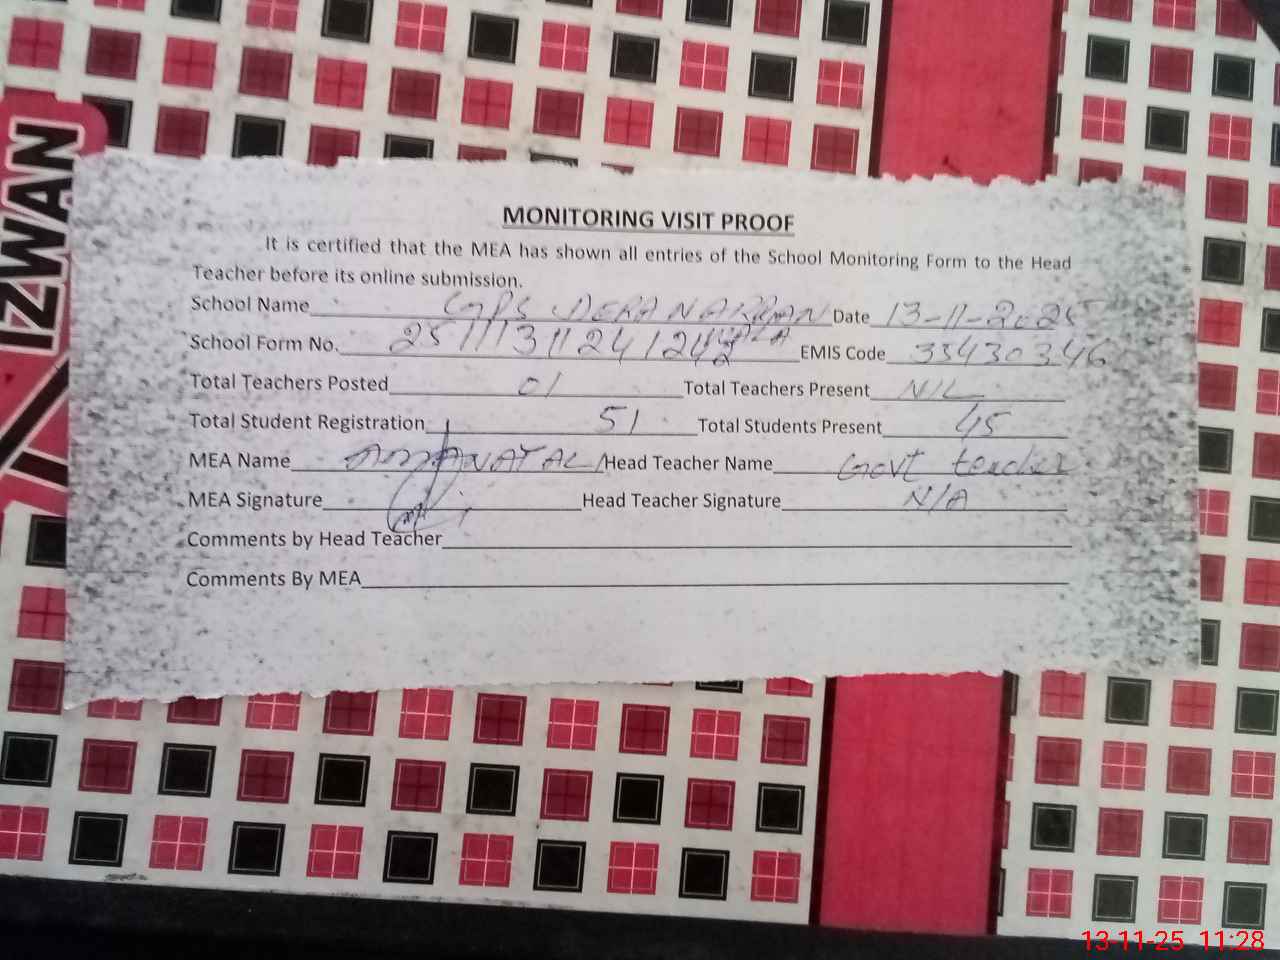 IZWAN
MONITORING VISIT PROOF
It is certified that the MEA has shown all entries of the School Monitoring Form to the Head
Teacher before its online submission.
School Name GPS DERA NARRAN Date 13-11-2025
School Form No. EMIS Code 33430346
Total Teachers Posted 01 Total Teachers Present NIL
Total Student Registration 51 Total Students Present 45
MEA Name Head Teacher Name Govt teacher
MEA Signature Head Teacher Signature N/A
Comments by Head Teacher
Comments By MEA
13-11-25 11:28